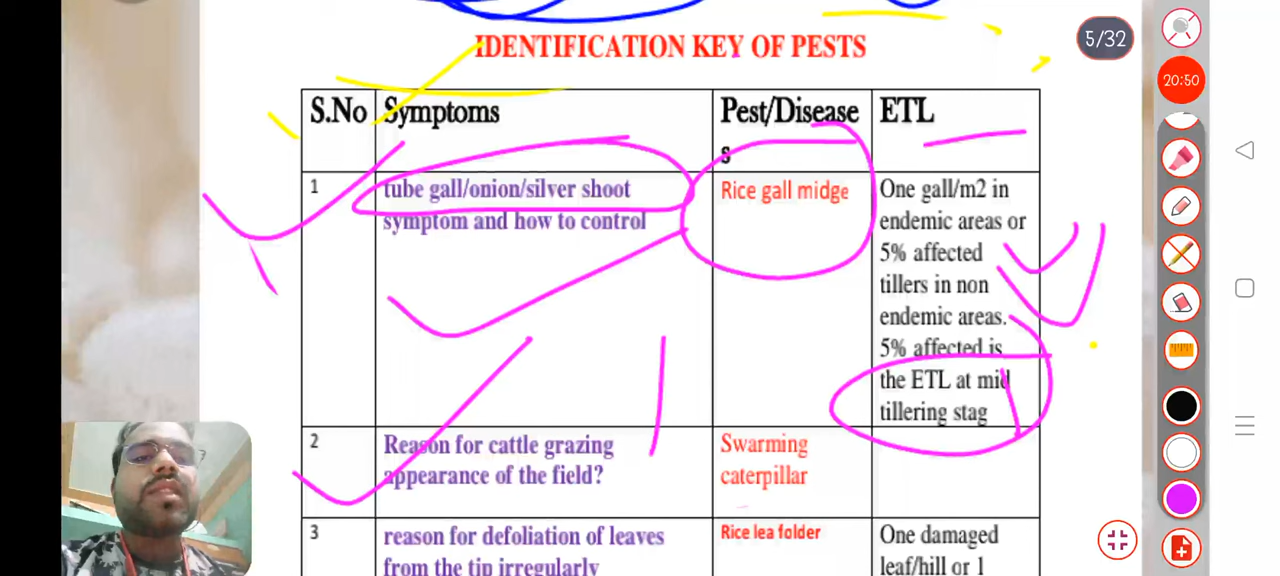 5/32
20:50
IDENTIFICATION KEY OF PESTS
S.No Symptoms Pest/Disease ETL
s
1 tube gall/onion/silver shoot Rice gall midge One gall/m2 in
symptom and how to control endemic areas or
5% affected
tillers in non
endemic areas.
5% affected is
the ETL at mid
tillering stag
2 Reason for cattle grazing Swarming
appearance of the field? caterpillar
3 reason for defoliation of leaves Rice lea folder One damaged
from the tip irregularly leaf/hill or 1